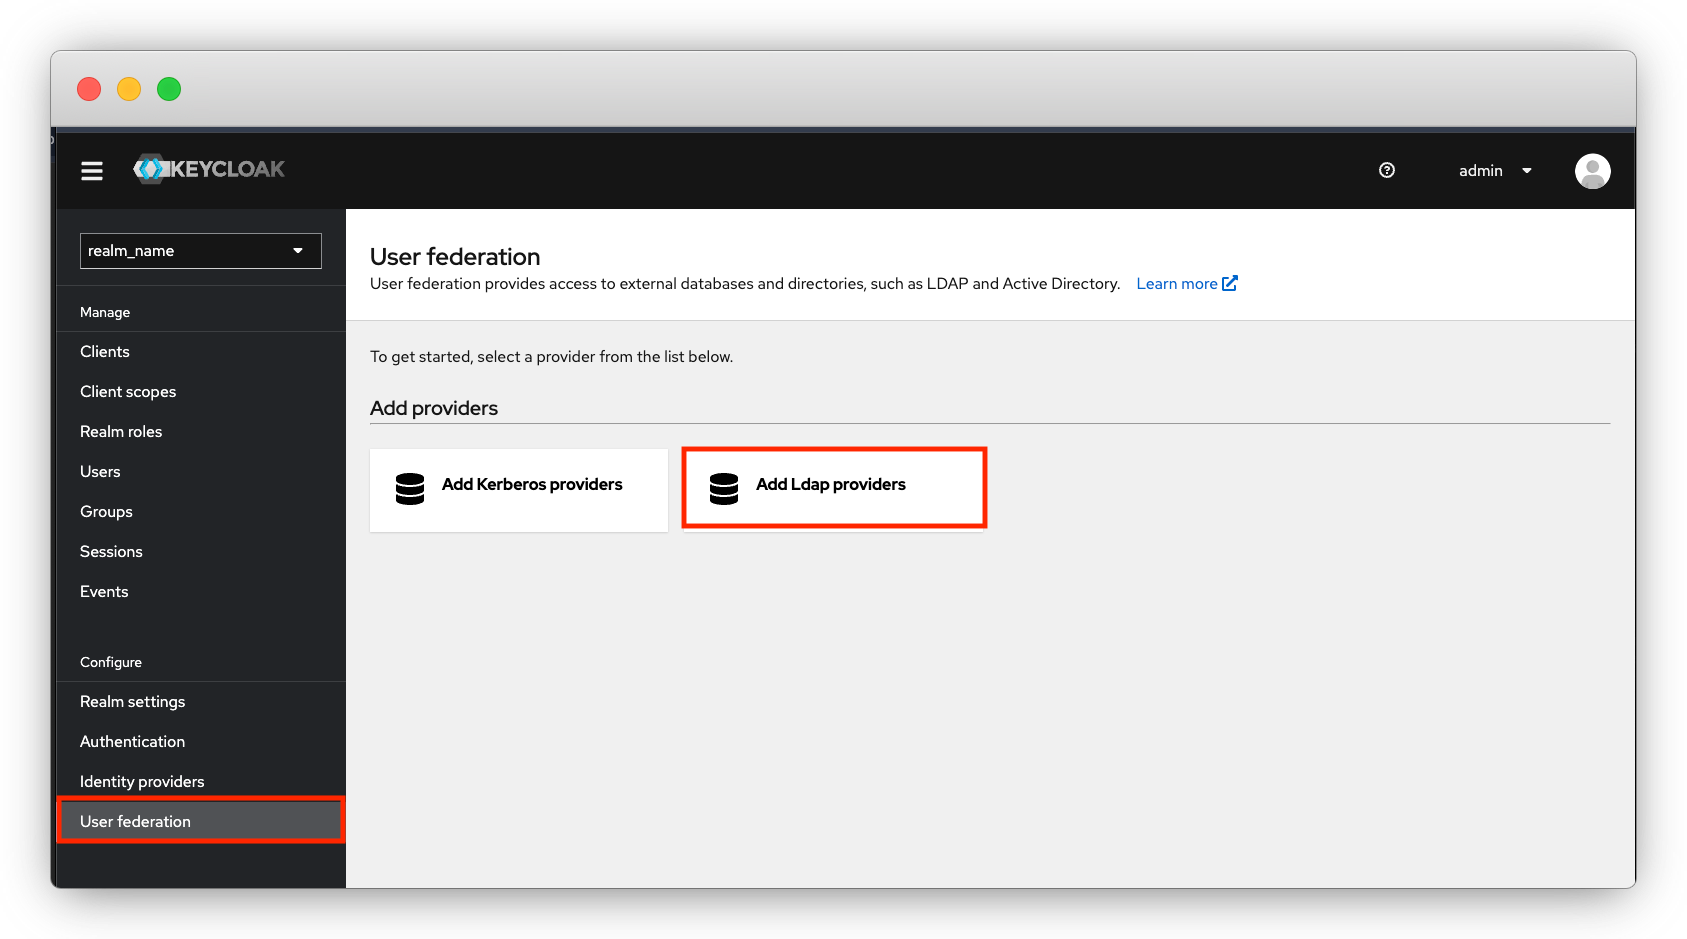 KEYCLOAK
admin
realm_name
Manage
Clients
Client scopes
Realm roles
Users
Groups
Sessions
Events
Configure
Realm settings
Authentication
Identity providers
User federation
User federation
User federation provides access to external databases and directories, such as LDAP and Active Directory. Learn more
To get started, select a provider from the list below.
Add providers
Add Kerberos providers
Add Ldap providers